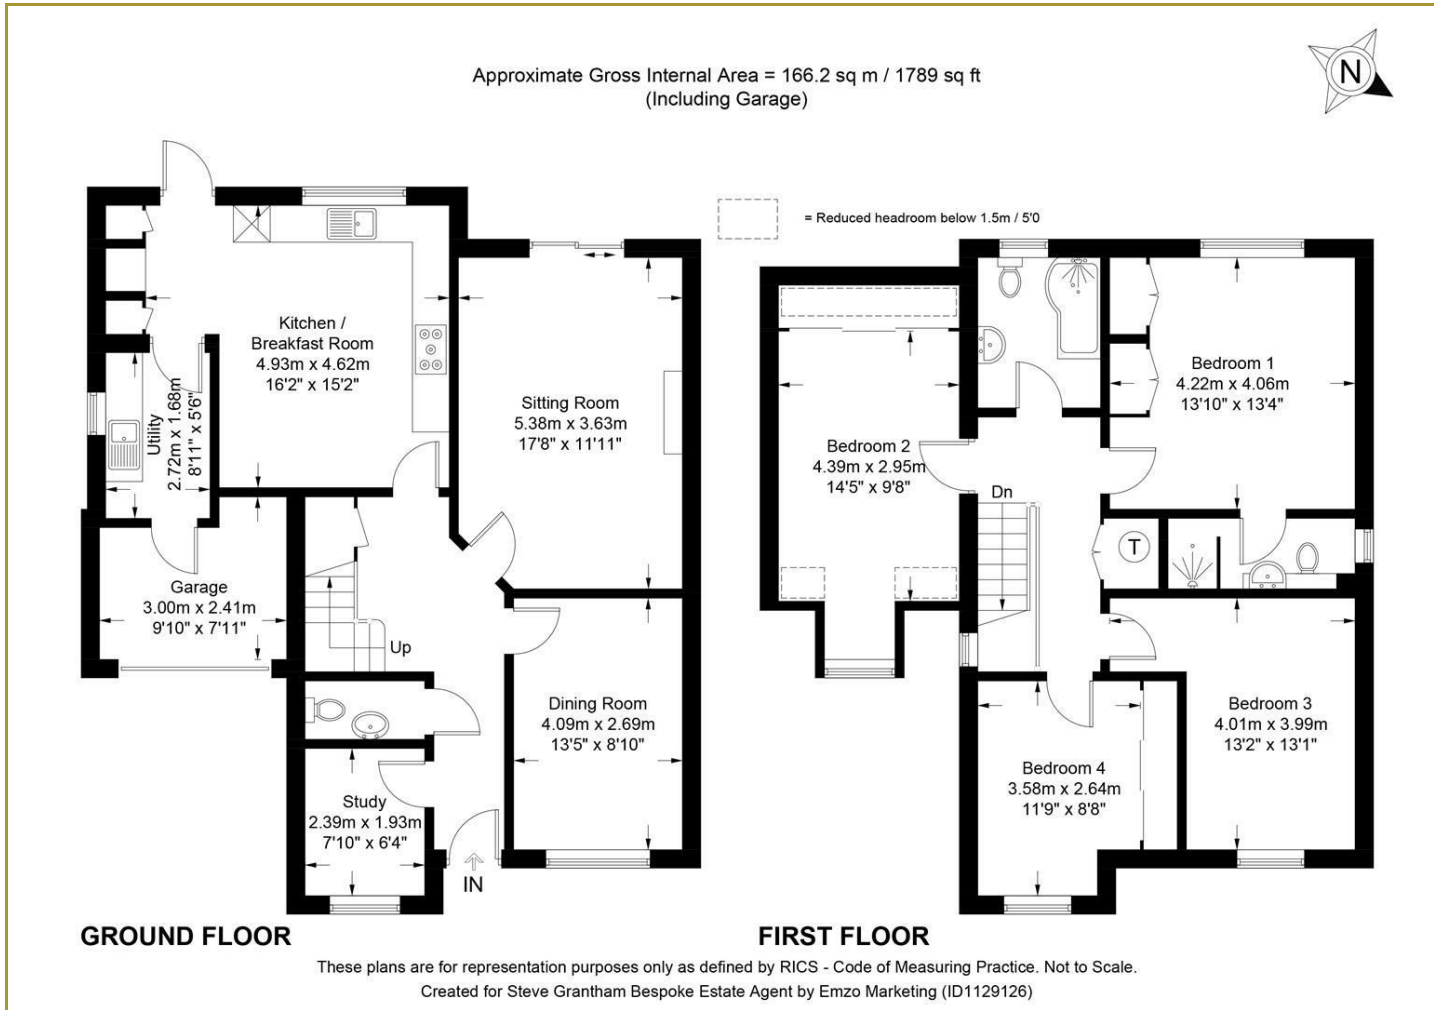 Approximate Gross Internal Area = 166.2 sq m / 1789 sq ft
(Including Garage)
N
= Reduced headroom below 1.5m / 5'0
Kitchen /
Breakfast Room
4.93m x 4.62m
16'2" x 15'2"
Sitting Room
5.38m x 3.63m
17'8" x 11'11"
Utility
2.72m x 1.68m
8'11" x 5'6"
Garage
3.00m x 2.41m
9'10" x 7'11"
Up
Dining Room
4.09m x 2.69m
13'5" x 8'10"
Study
2.39m x 1.93m
7'10" x 6'4"
IN
GROUND FLOOR
Bedroom 1
4.22m x 4.06m
13'10" x 13'4"
Bedroom 2
4.39m x 2.95m
14'5" x 9'8"
Dn
T
Bedroom 3
4.01m x 3.99m
13'2" x 13'1"
Bedroom 4
3.58m x 2.64m
11'9" x 8'8"
FIRST FLOOR
These plans are for representation purposes only as defined by RICS - Code of Measuring Practice. Not to Scale.
Created for Steve Grantham Bespoke Estate Agent by Emzo Marketing (ID1129126)